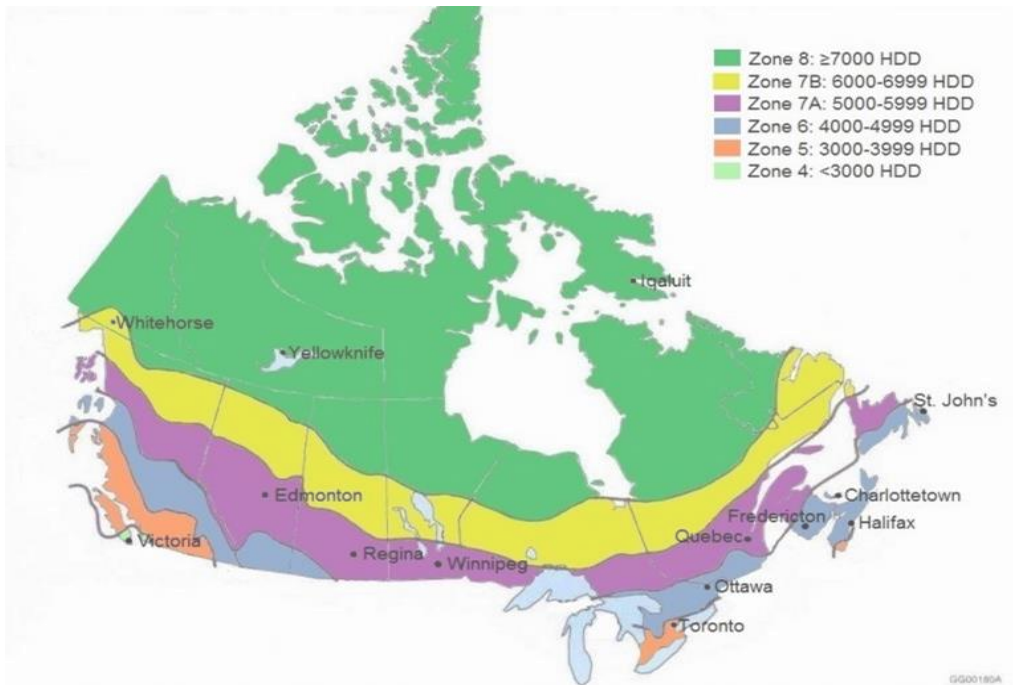 Zone 8: ≥7000 HDD
Zone 7B: 6000-6999 HDD
Zone 7A: 5000-5999 HDD
Zone 6: 4000-4999 HDD
Zone 5: 3000-3999 HDD
Zone 4: <3000 HDD
Iqaluit
Whitehorse
Yellowknife
St. John's
Edmonton
Charlottetown
Fredericton
Halifax
Victoria
Quebec
Regina
Winnipeg
Ottawa
Toronto
GG00180A